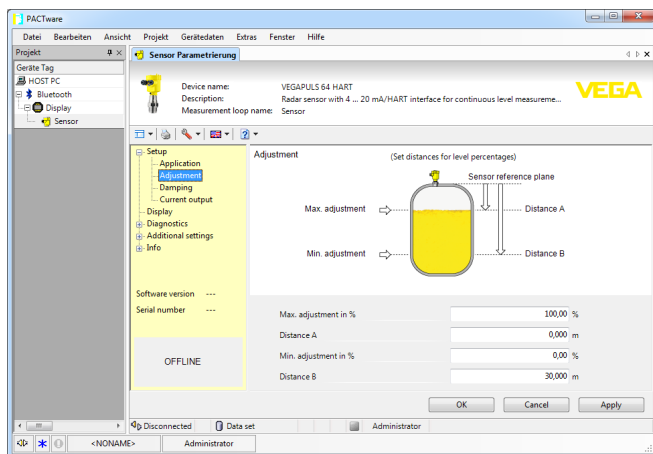 PACTware
Datei Bearbeiten Ansicht Projekt Gerätedaten Extras Fenster Hilfe
Projekt
Geräte Tag
HOST PC
Bluetooth
Display
Sensor
Sensor Parametrierung
Device name: VEGAPULS 64 HART
Description: Radar sensor with 4 ... 20 mA/HART interface for continuous level measureme...
Measurement loop name: Sensor
VEGA
Setup
Application
Adjustment
Damping
Current output
Display
Diagnostics
Additional settings
Info
Software version ---
Serial number ---
OFFLINE
Adjustment (Set distances for level percentages)
Sensor reference plane
Max. adjustment Distance A
Min. adjustment Distance B
Max. adjustment in % 100,00 %
Distance A 0,000 m
Min. adjustment in % 0,00 %
Distance B 30,000 m
OK Cancel Apply
Disconnected Data set Administrator
<NONAME> Administrator